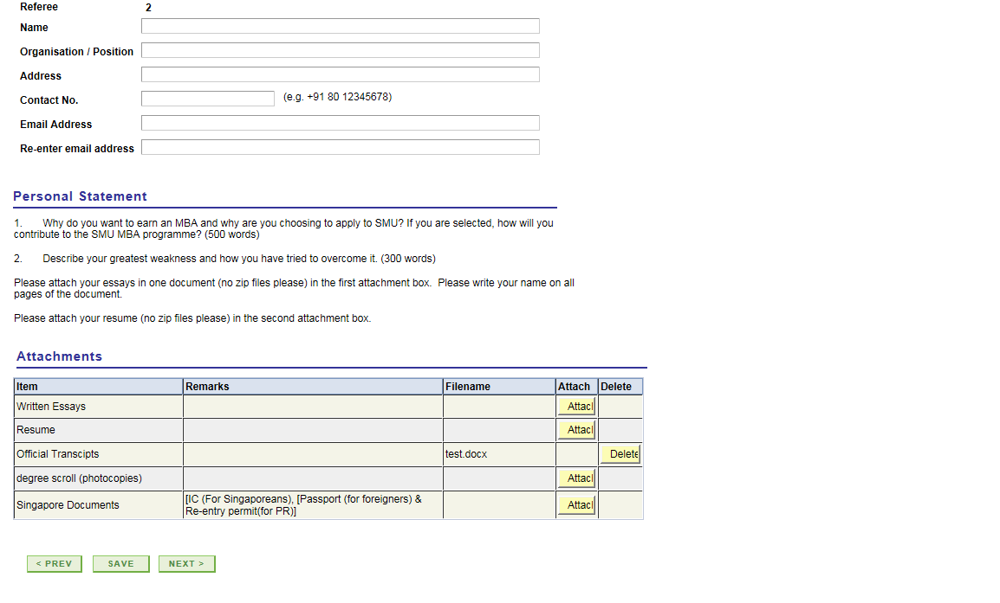 Referee 2
Name
Organisation / Position
Address
Contact No. (e.g. +91 80 12345678)
Email Address
Re-enter email address
Personal Statement
1. Why do you want to earn an MBA and why are you choosing to apply to SMU? If you are selected, how will you
contribute to the SMU MBA programme? (500 words)
2. Describe your greatest weakness and how you have tried to overcome it. (300 words)
Please attach your essays in one document (no zip files please) in the first attachment box. Please write your name on all
pages of the document.
Please attach your resume (no zip files please) in the second attachment box.
Attachments
Item Remarks Filename Attach Delete
Written Essays Attacl
Resume Attacl
Official Transcipts test.docx Delete
degree scroll (photocopies) Attacl
Singapore Documents [IC (For Singaporeans), [Passport (for foreigners) & Attacl
Re-entry permit(for PR)]
< PREV SAVE NEXT >